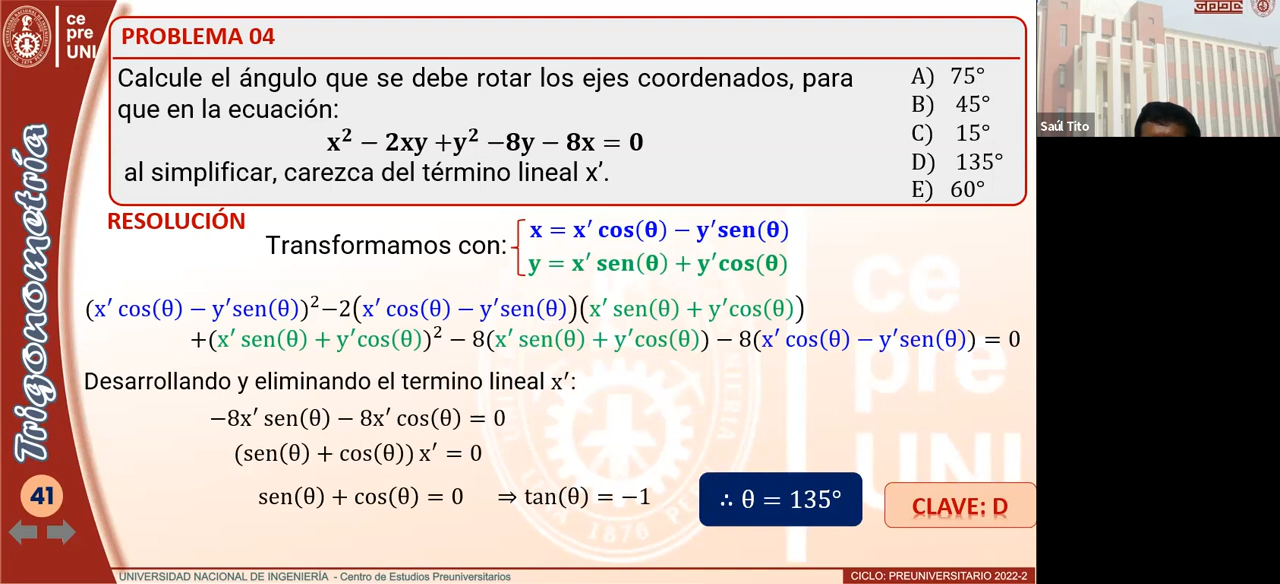 ce
pre
UNI
PROBLEMA 04
Calcule el ángulo que se debe rotar los ejes coordenados, para
que en la ecuación:
x² − 2xy +y² −8y − 8x = 0
al simplificar, carezca del término lineal x′.
A) 75°
B) 45°
C) 15°
D) 135°
E) 60°
Saúl Tito
RESOLUCIÓN
Transformamos con:
x = x′ cos(θ) − y′sen(θ)
y = x′ sen(θ) + y′cos(θ)
(x′ cos(θ) − y′sen(θ))²−2(x′ cos(θ) − y′sen(θ))(x′ sen(θ) + y′cos(θ))
+(x′ sen(θ) + y′cos(θ))² − 8(x′ sen(θ) + y′cos(θ)) − 8(x′ cos(θ) − y′sen(θ)) = 0
Desarrollando y eliminando el termino lineal x′:
−8x′ sen(θ) − 8x′ cos(θ) = 0
(sen(θ) + cos(θ)) x′ = 0
sen(θ) + cos(θ) = 0 ⇒ tan(θ) = −1
∴ θ = 135°
CLAVE: D
Trigonometría
41
ce
pre
UNI
1876
UNIVERSIDAD NACIONAL DE INGENIERÍA - Centro de Estudios Preuniversitarios
CICLO: PREUNIVERSITARIO 2022-2